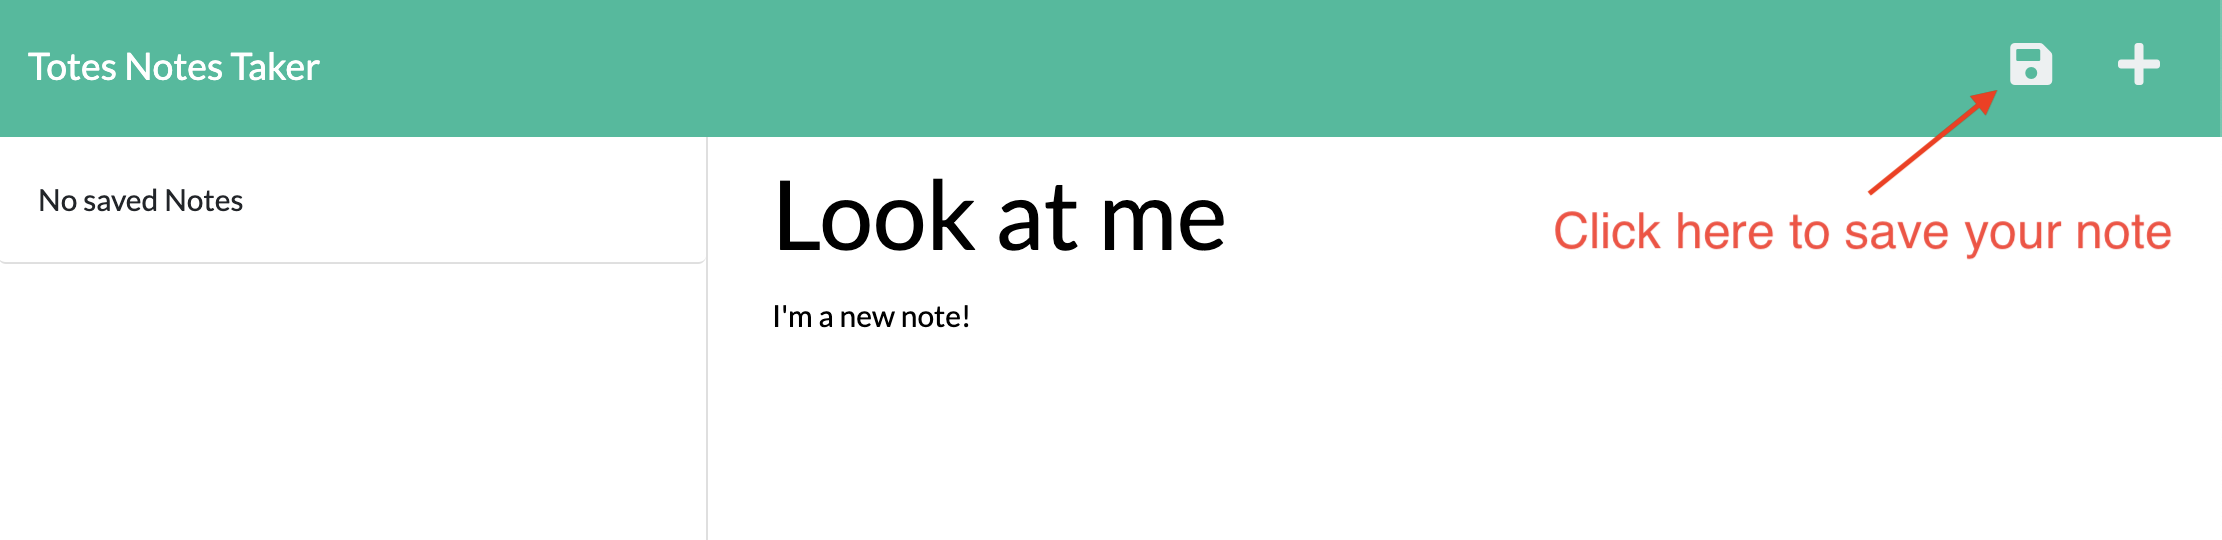 Totes Notes Taker
No saved Notes
Look at me
I'm a new note!
Click here to save your note